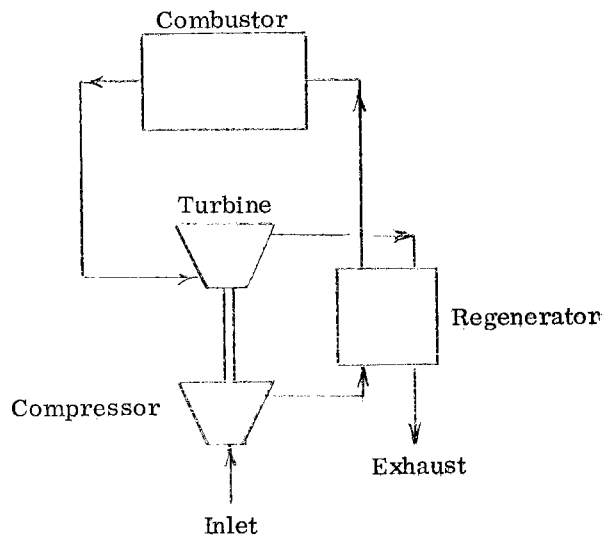 Combustor
Turbine
Regenerator
Compressor
Exhaust
Inlet